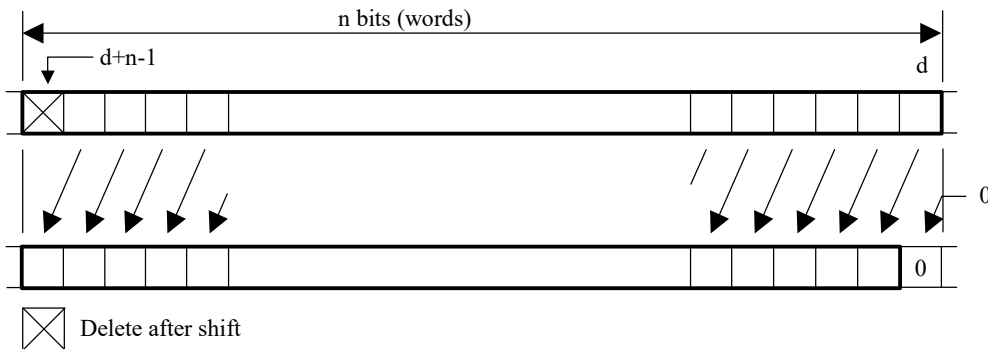 n bits (words)
d+n-1
d
0
0
Delete after shift